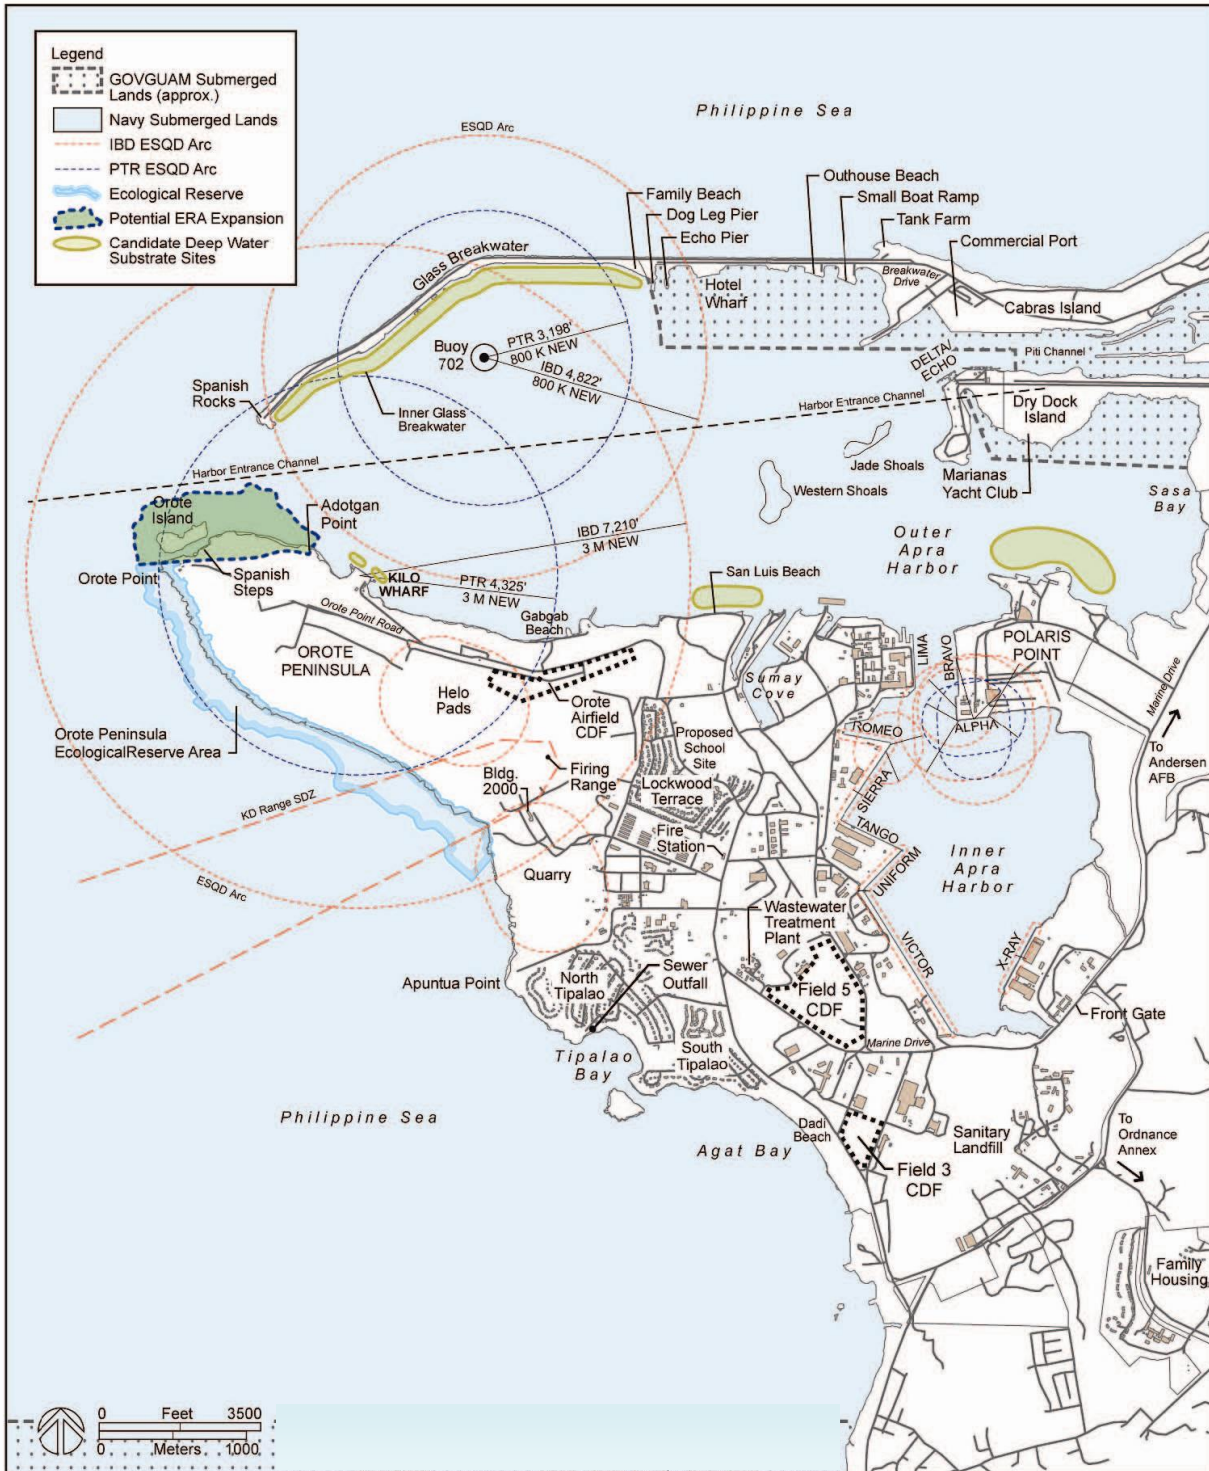 Legend
GOVGUAM Submerged
Lands (approx.)
Navy Submerged Lands
IBD ESQD Arc
PTR ESQD Arc
Ecological Reserve
Potential ERA Expansion
Candidate Deep Water
Substrate Sites
Philippine Sea
ESQD Arc
Outhouse Beach
Family Beach
Small Boat Ramp
Dog Leg Pier
Tank Farm
Echo Pier
Commercial Port
Glass Breakwater
Breakwater
Drive
Hotel
Wharf
Cabras Island
PTR 3,198'
800 K NEW
Buoy
702
IBD 4,822'
800 K NEW
Piti Channel
DELTA/
ECHO
Spanish
Rocks
Inner Glass
Breakwater
Harbor Entrance Channel
Dry Dock
Island
Harbor Entrance Channel
Jade Shoals
Marianas
Yacht Club
Western Shoals
Sasa
Bay
Orote
Island
Adotgan
Point
IBD 7,210'
3 M NEW
Outer
Apra
Harbor
Orote Point
Spanish
Steps
KILO
WHARF
PTR 4,325'
3 M NEW
San Luis Beach
Orote Point Road
Gabgab
Beach
OROTE
PENINSULA
LIMA
BRAVO
POLARIS
POINT
Sumay
Cove
Helo
Pads
Orote
Airfield
CDF
Marine Drive
ALPHA
ROMEO
Orote Peninsula
EcologicalReserve Area
Proposed
School
Site
To
Andersen
AFB
Firing
Range
Bldg.
2000
Lockwood
Terrace
SIERRA
KD Range SDZ
TANGO
Fire
Station
UNIFORM
Inner
Apra
Harbor
ESQD Arc
Quarry
Wastewater
Treatment
Plant
VICTOR
X-RAY
Apuntua Point
North
Tipalao
Sewer
Outfall
Field 5
CDF
Front Gate
Marine Drive
Tipalao
Bay
South
Tipalao
Philippine Sea
Dadi
Beach
Agat Bay
Sanitary
Landfill
To
Ordnance
Annex
Field 3
CDF
Family
Housing
0 Feet 3500
0 Meters 1,000